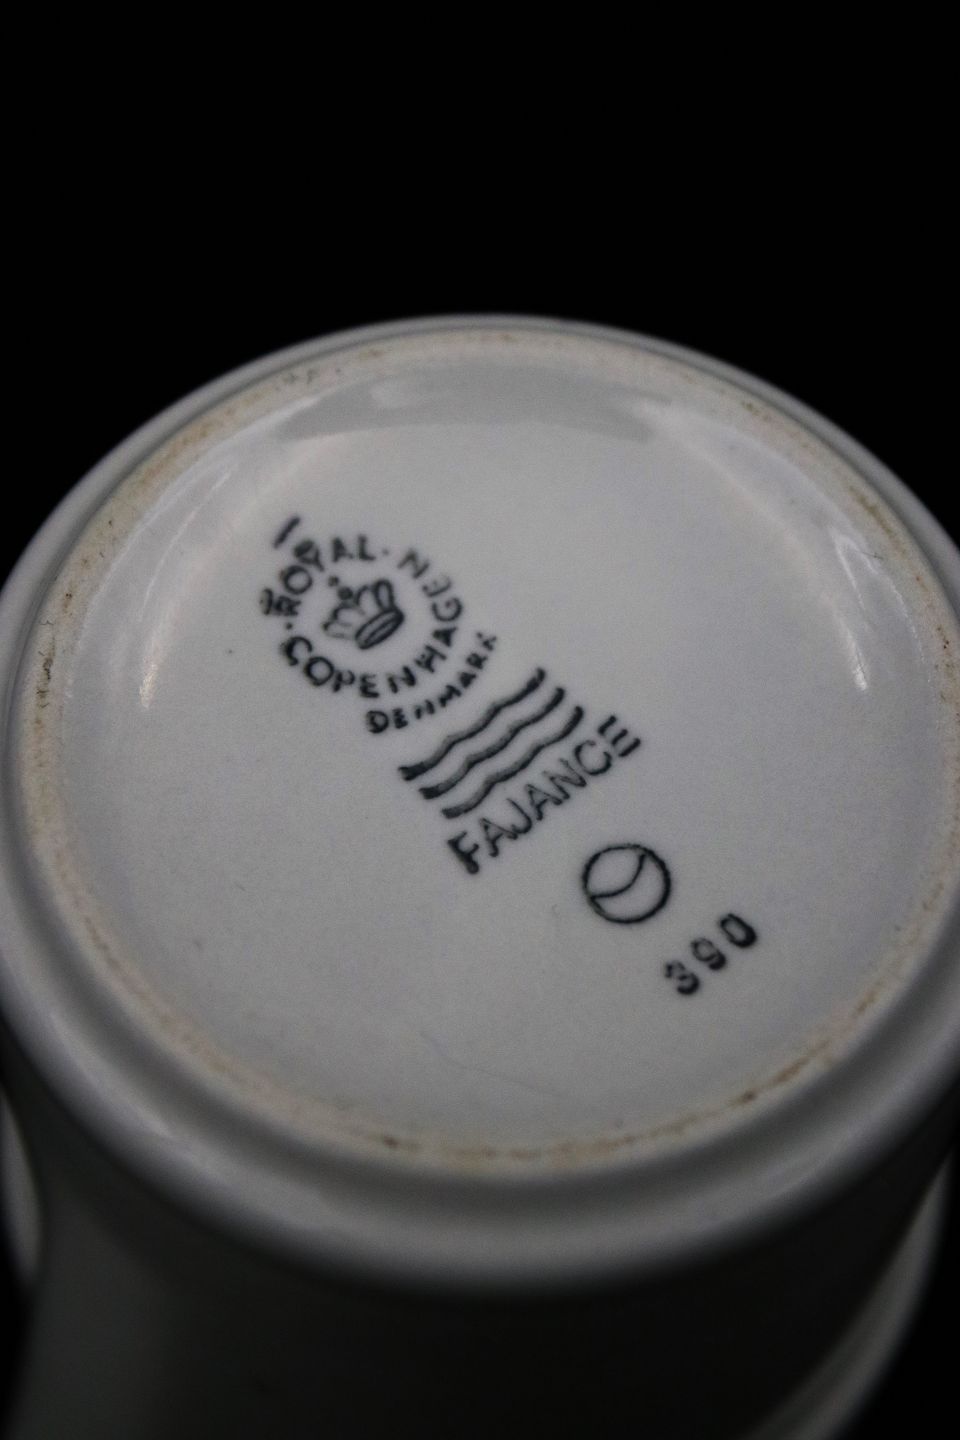 ROYAL · COPENHAGEN ·
DENMARK
FAJANCE
390